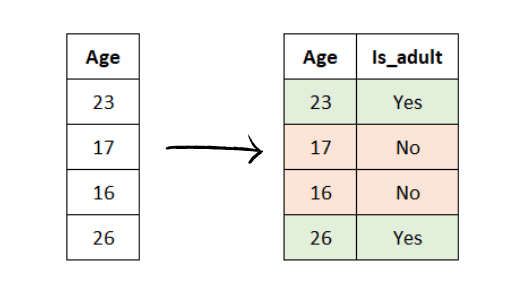 Age
23
17
16
26
Age Is_adult
23 Yes
17 No
16 No
26 Yes